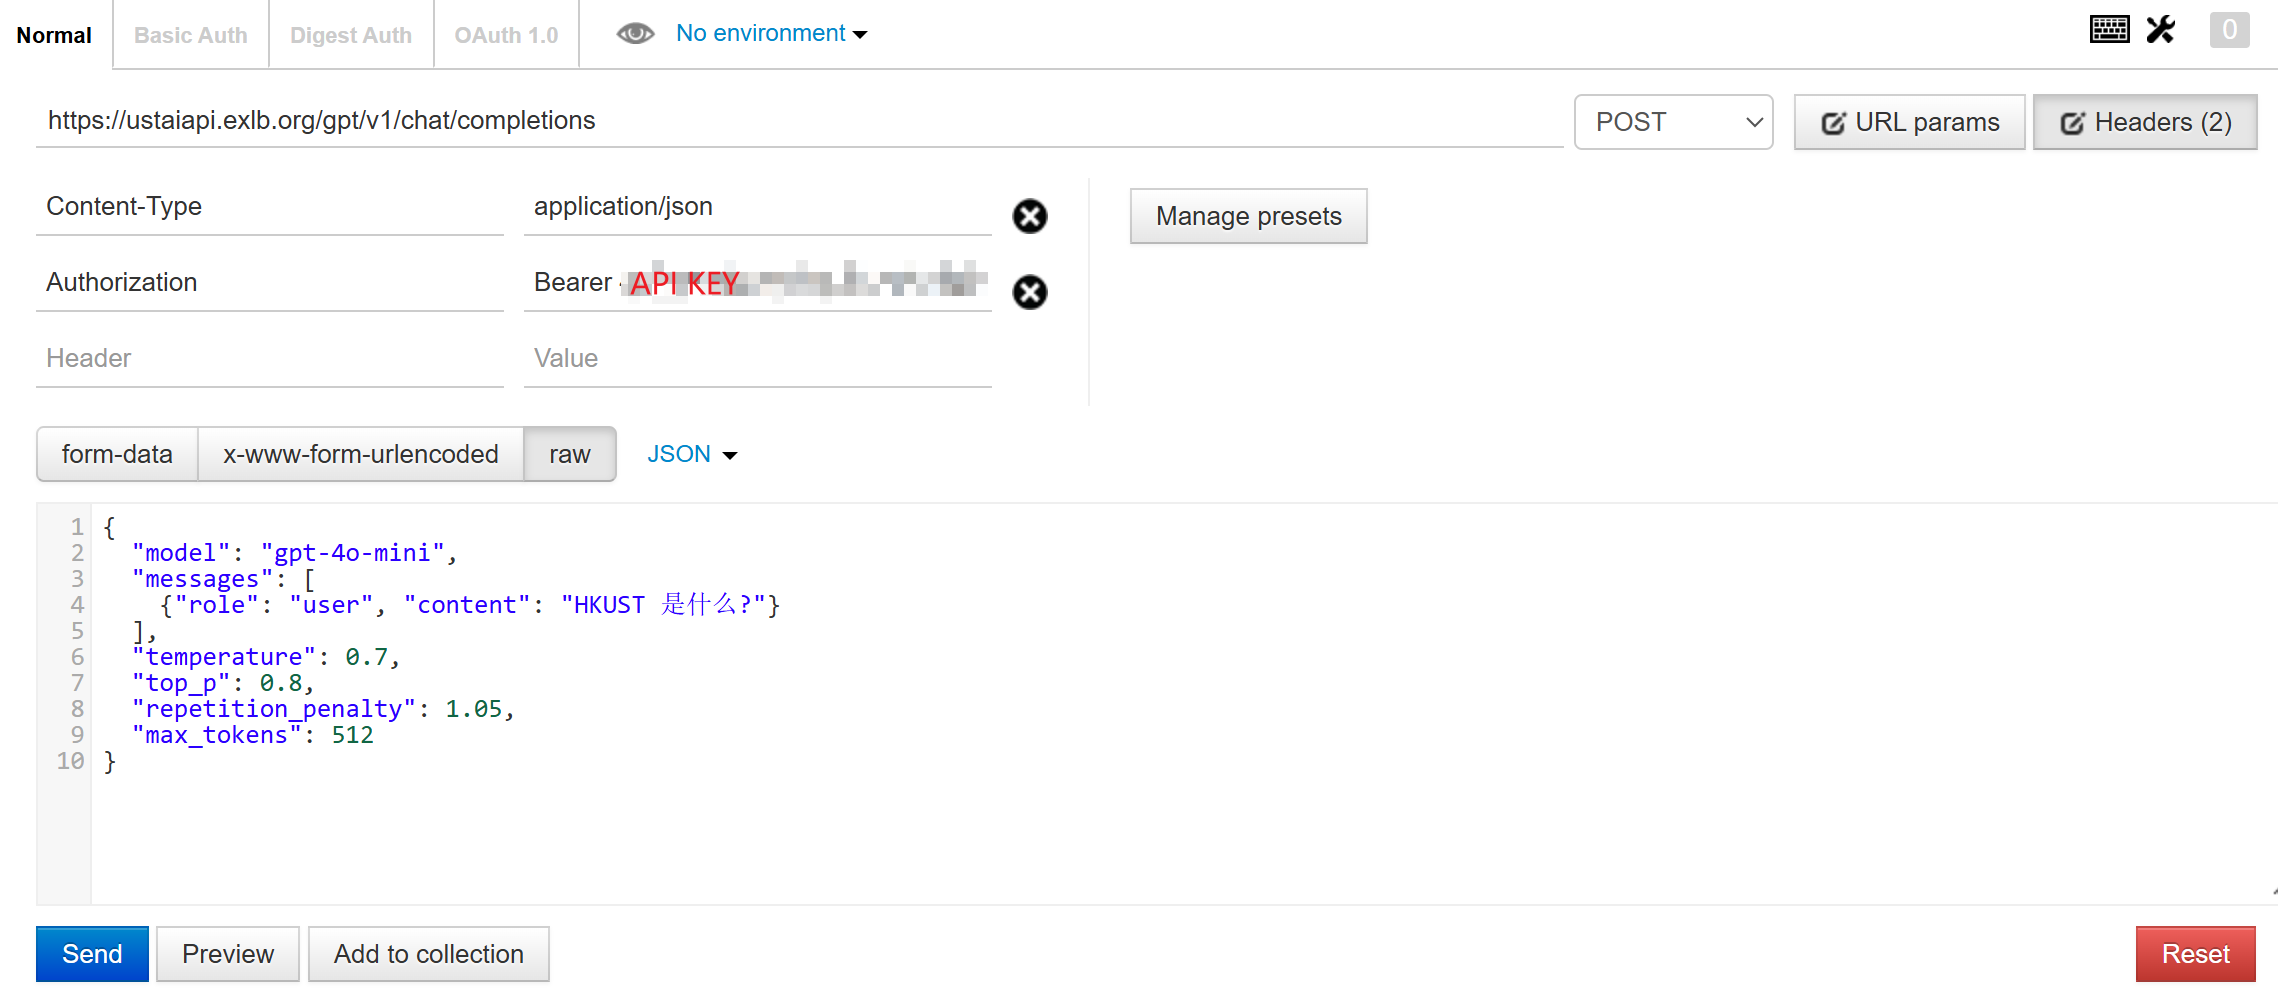 Normal Basic Auth Digest Auth OAuth 1.0 No environment 0
https://ustaiapi.exlb.org/gpt/v1/chat/completions POST URL params Headers (2)
Content-Type application/json Manage presets
Authorization Bearer API KEY
Header Value
form-data x-www-form-urlencoded raw JSON
1 {
2 "model": "gpt-4o-mini",
3 "messages": [
4 {"role": "user", "content": "HKUST 是什么?"}
5 ],
6 "temperature": 0.7,
7 "top_p": 0.8,
8 "repetition_penalty": 1.05,
9 "max_tokens": 512
10 }
Send Preview Add to collection Reset